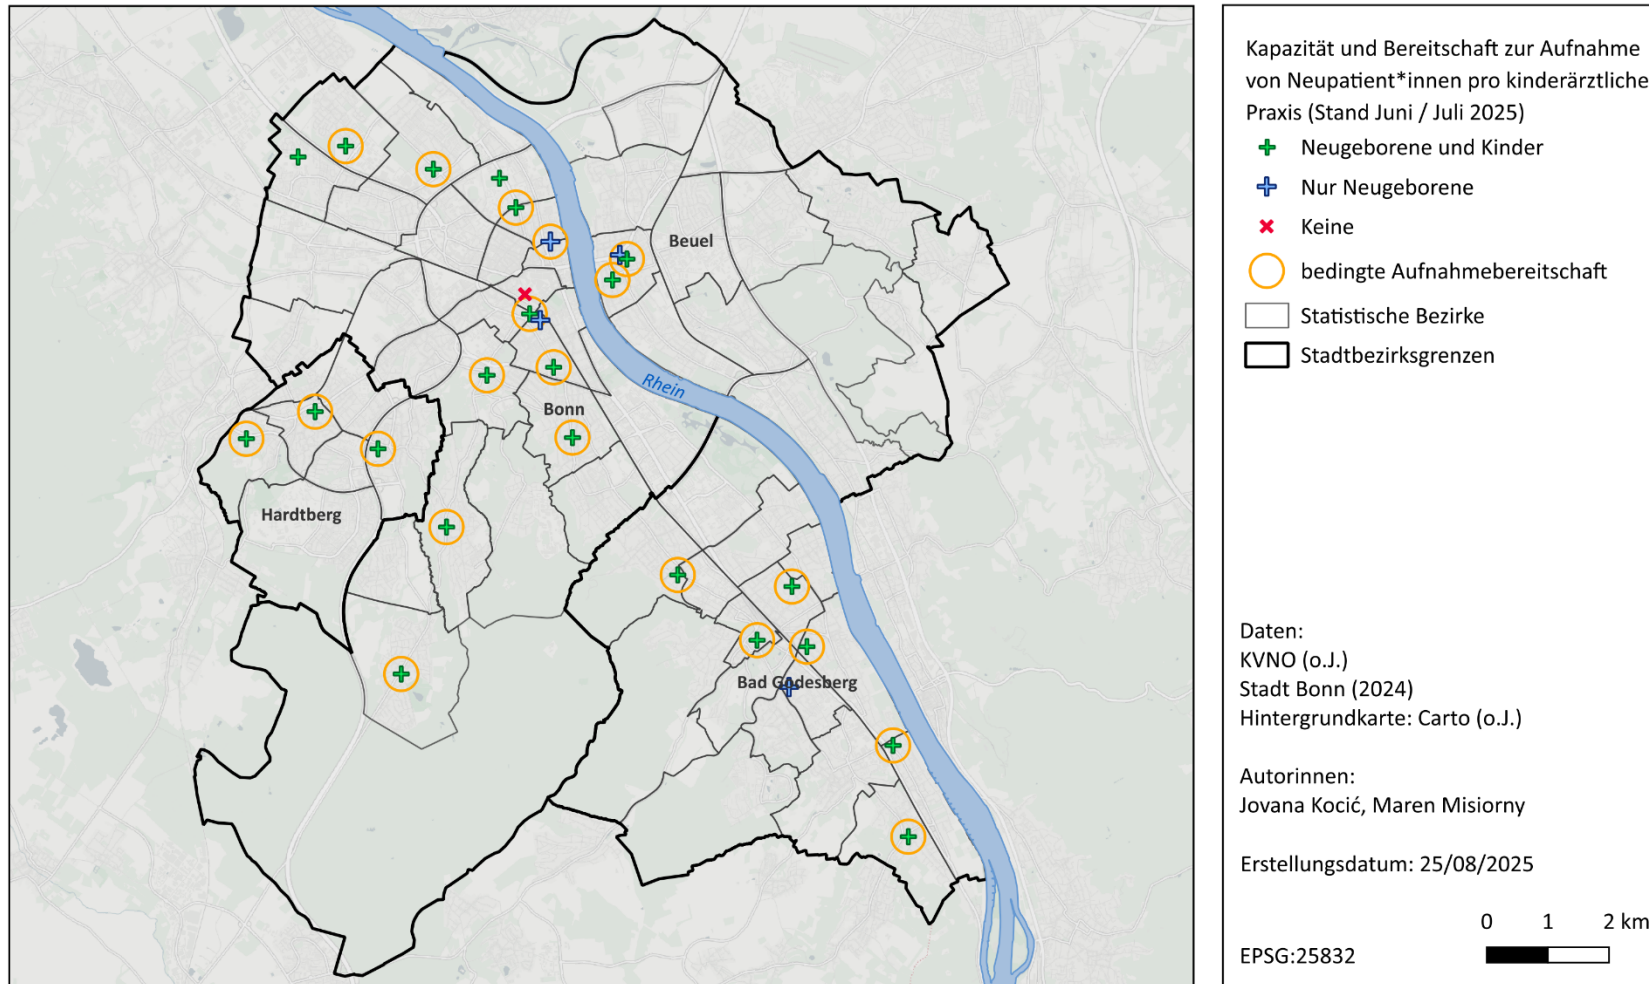 Beuel
Rhein
Bonn
Hardtberg
Bad Godesberg
Kapazität und Bereitschaft zur Aufnahme
von Neupatient*innen pro kinderärztliche
Praxis (Stand Juni / Juli 2025)
Neugeborene und Kinder
Nur Neugeborene
Keine
bedingte Aufnahmebereitschaft
Statistische Bezirke
Stadtbezirksgrenzen
Daten:
KVNO (o.J.)
Stadt Bonn (2024)
Hintergrundkarte: Carto (o.J.)
Autorinnen:
Jovana Kocić, Maren Misiorny
Erstellungsdatum: 25/08/2025
0 1 2 km
EPSG:25832